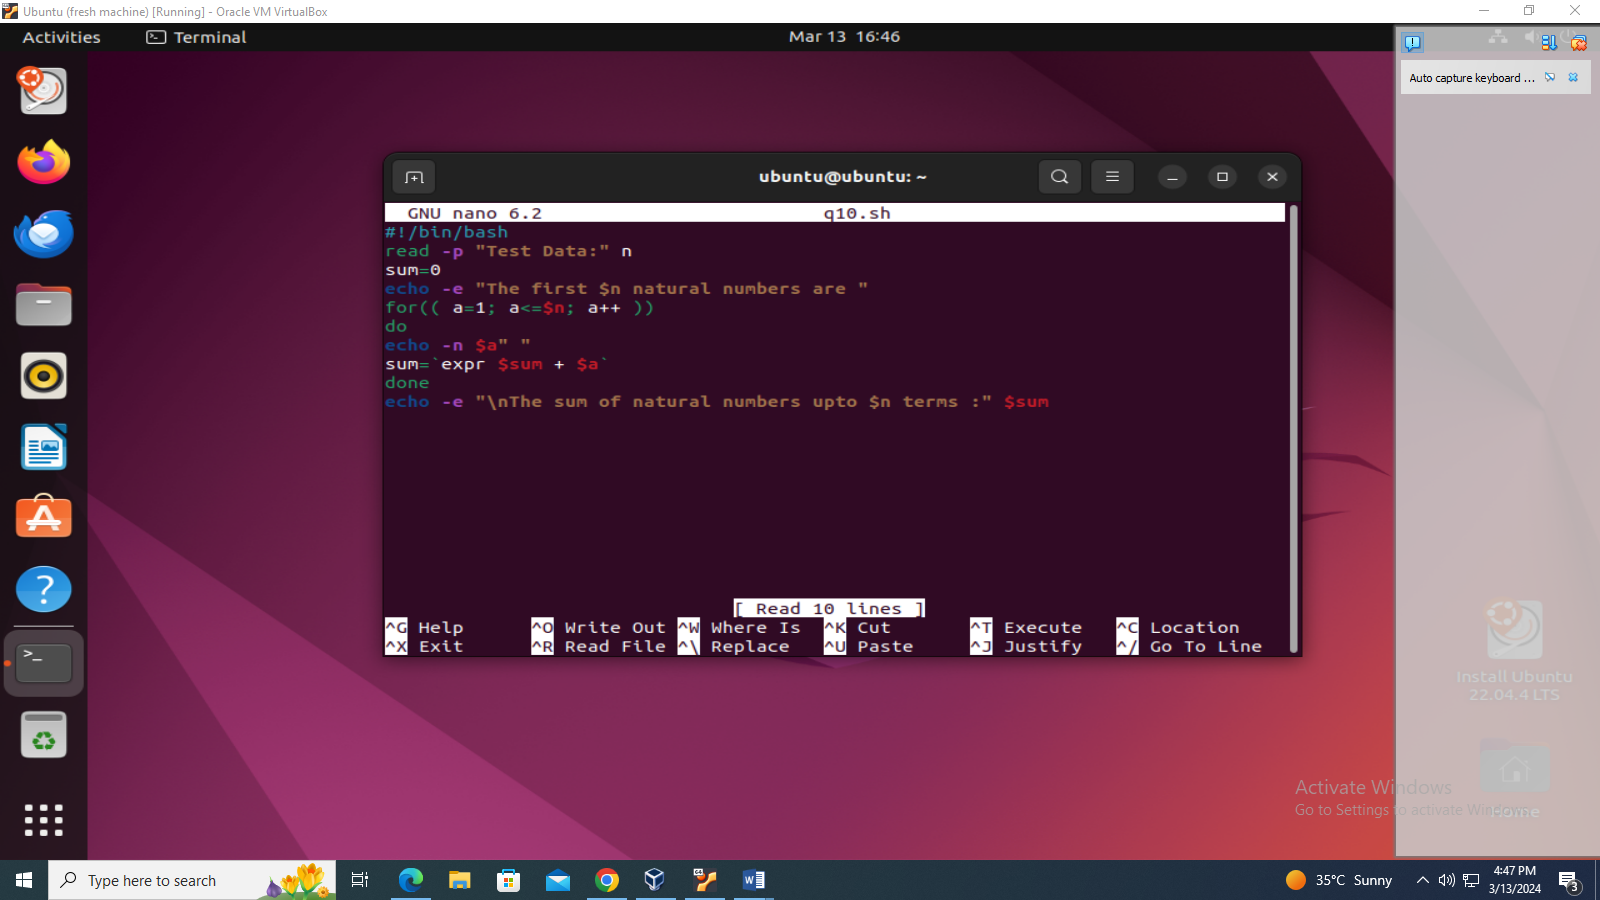 Ubuntu (fresh machine) [Running] - Oracle VM VirtualBox
Activities Terminal Mar 13 16:46
Auto capture keyboard ...
ubuntu@ubuntu: ~
GNU nano 6.2 q10.sh
#!/bin/bash
read -p "Test Data:" n
sum=0
echo -e "The first $n natural numbers are "
for(( a=1; a<=$n; a++ ))
do
echo -n $a" "
sum=`expr $sum + $a`
done
echo -e "\nThe sum of natural numbers upto $n terms :" $sum
[ Read 10 lines ]
^G Help ^O Write Out ^W Where Is ^K Cut ^T Execute ^C Location
^X Exit ^R Read File ^\ Replace ^U Paste ^J Justify ^/ Go To Line
Install Ubuntu
22.04.4 LTS
Activate Windows
Go to Settings to activate Windows.
Home
Type here to search
35°C Sunny
4:47 PM
3/13/2024
3